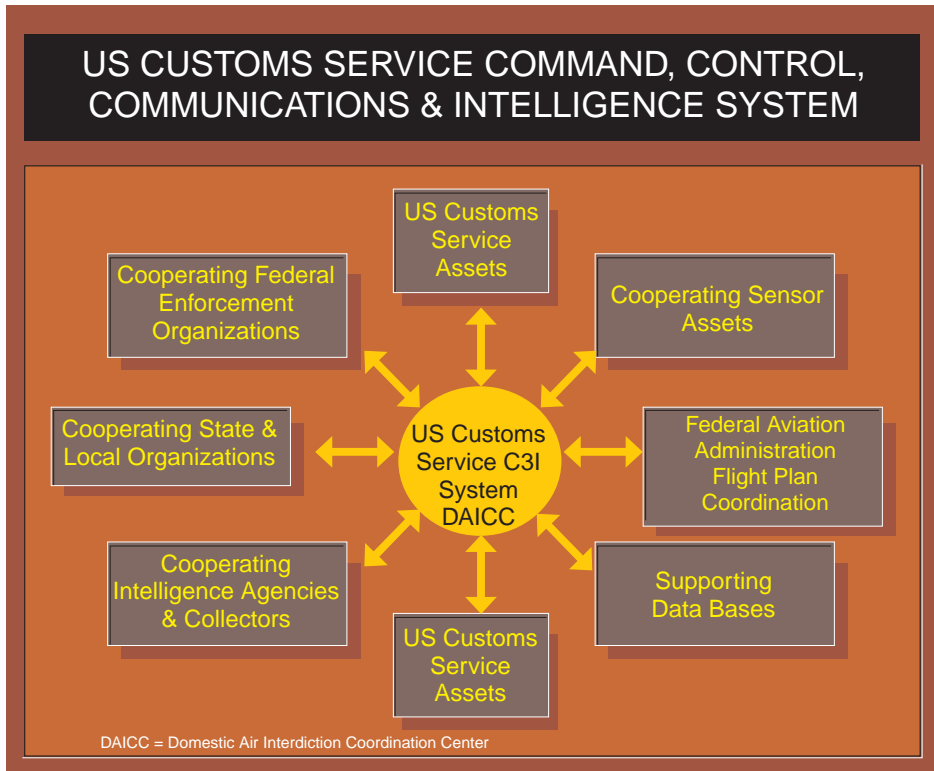 US CUSTOMS SERVICE COMMAND, CONTROL,
COMMUNICATIONS & INTELLIGENCE SYSTEM
US Customs
Service
Assets
Cooperating Federal
Enforcement
Organizations
Cooperating Sensor
Assets
Cooperating State &
Local Organizations
US Customs
Service C3I
System
DAICC
Federal Aviation
Administration
Flight Plan
Coordination
Cooperating
Intelligence Agencies
& Collectors
Supporting
Data Bases
US Customs
Service
Assets
DAICC = Domestic Air Interdiction Coordination Center